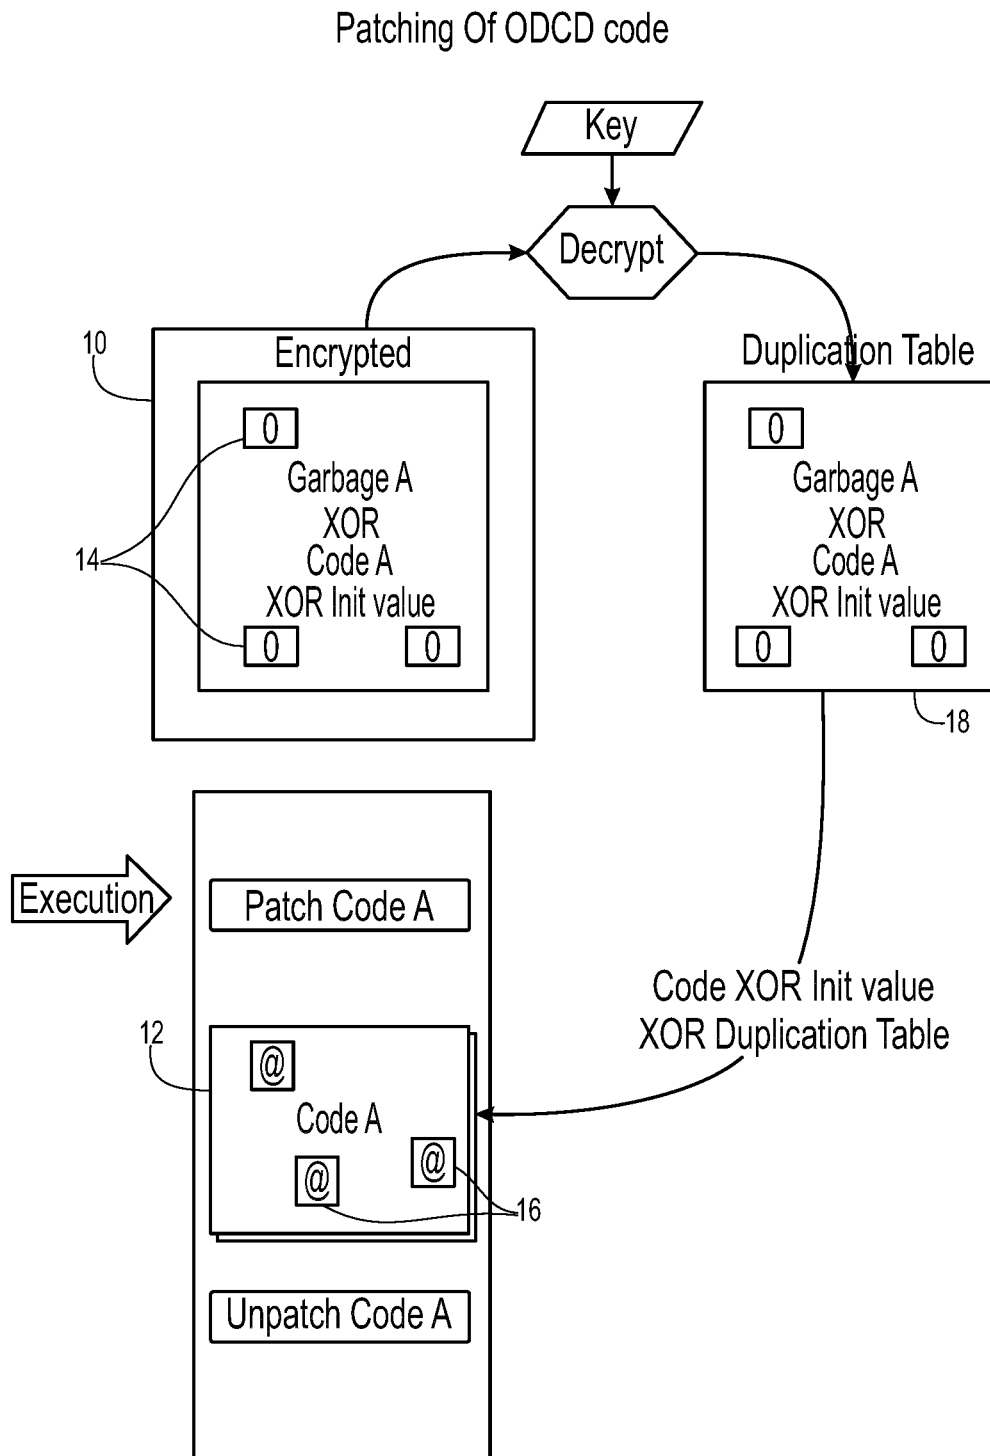 Patching Of ODCD code
Key
Decrypt
10
Encrypted
0
Garbage A
XOR
Code A
XOR Init value
0 0
14
Duplication Table
0
Garbage A
XOR
Code A
XOR Init value
0 0
18
Execution
Patch Code A
12
@
Code A
@
@
16
Code XOR Init value
XOR Duplication Table
Unpatch Code A